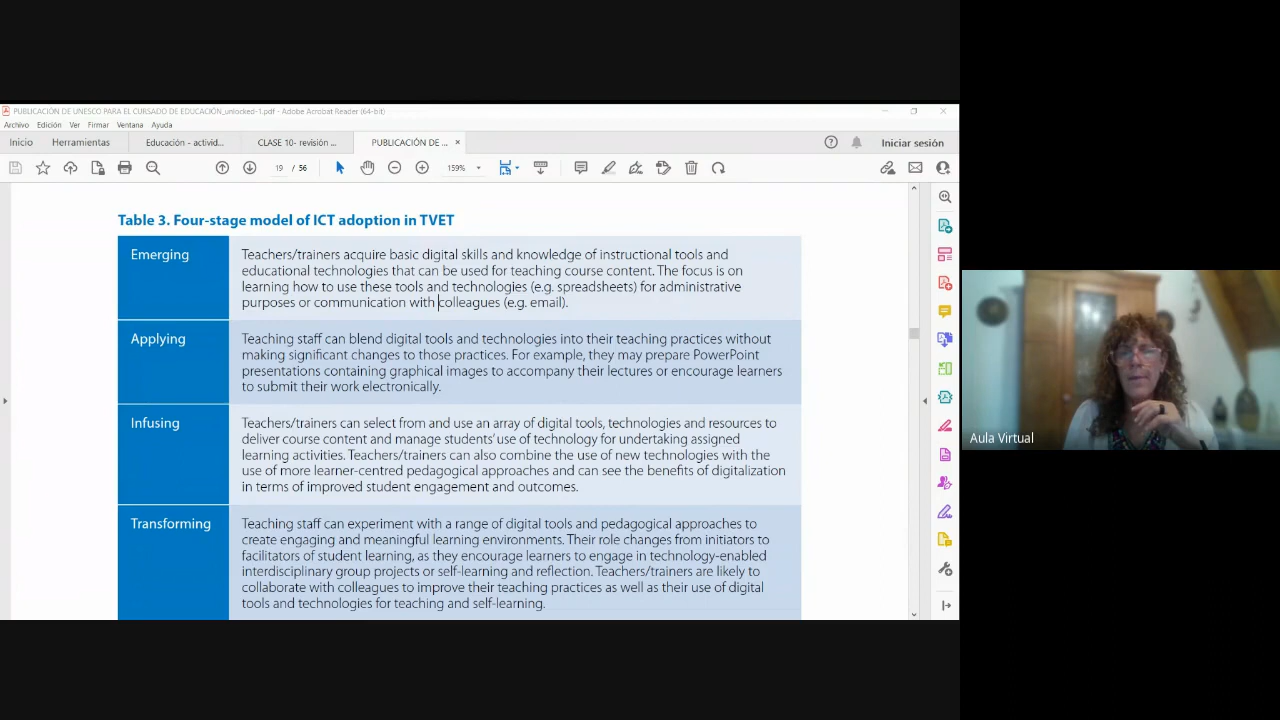 PUBLICACIÓN DE UNESCO PARA EL CURSADO DE EDUCACIÓN_unlocked-1.pdf - Adobe Acrobat Reader (64-bit)
Archivo Edición Ver Firmar Ventana Ayuda
Inicio Herramientas Educación - activid... CLASE 10- revisión ... PUBLICACIÓN DE ... × Iniciar sesión
19 / 56 159%
Table 3. Four-stage model of ICT adoption in TVET
Emerging
Teachers/trainers acquire basic digital skills and knowledge of instructional tools and
educational technologies that can be used for teaching course content. The focus is on
learning how to use these tools and technologies (e.g. spreadsheets) for administrative
purposes or communication with colleagues (e.g. email).
Applying
Teaching staff can blend digital tools and technologies into their teaching practices without
making significant changes to those practices. For example, they may prepare PowerPoint
presentations containing graphical images to accompany their lectures or encourage learners
to submit their work electronically.
Infusing
Teachers/trainers can select from and use an array of digital tools, technologies and resources to
deliver course content and manage students' use of technology for undertaking assigned
learning activities. Teachers/trainers can also combine the use of new technologies with the
use of more learner-centred pedagogical approaches and can see the benefits of digitalization
in terms of improved student engagement and outcomes.
Transforming
Teaching staff can experiment with a range of digital tools and pedagogical approaches to
create engaging and meaningful learning environments. Their role changes from initiators to
facilitators of student learning, as they encourage learners to engage in technology-enabled
interdisciplinary group projects or self-learning and reflection. Teachers/trainers are likely to
collaborate with colleagues to improve their teaching practices as well as their use of digital
tools and technologies for teaching and self-learning.
Aula Virtual